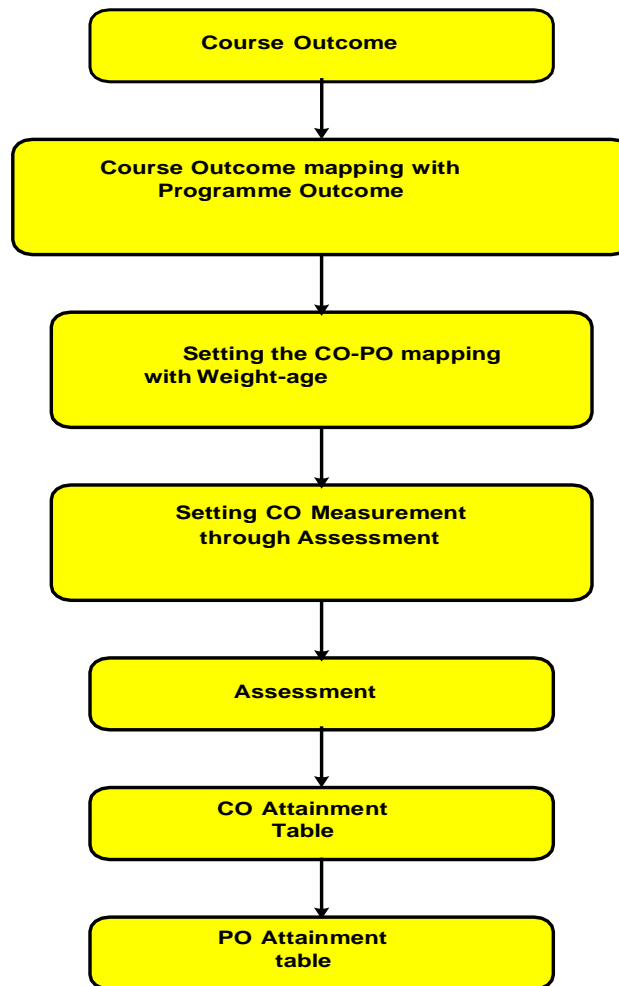 Course Outcome
Course Outcome mapping with
Programme Outcome
Setting the CO-PO mapping
with Weight-age
Setting CO Measurement
through Assessment
Assessment
CO Attainment
Table
PO Attainment
table